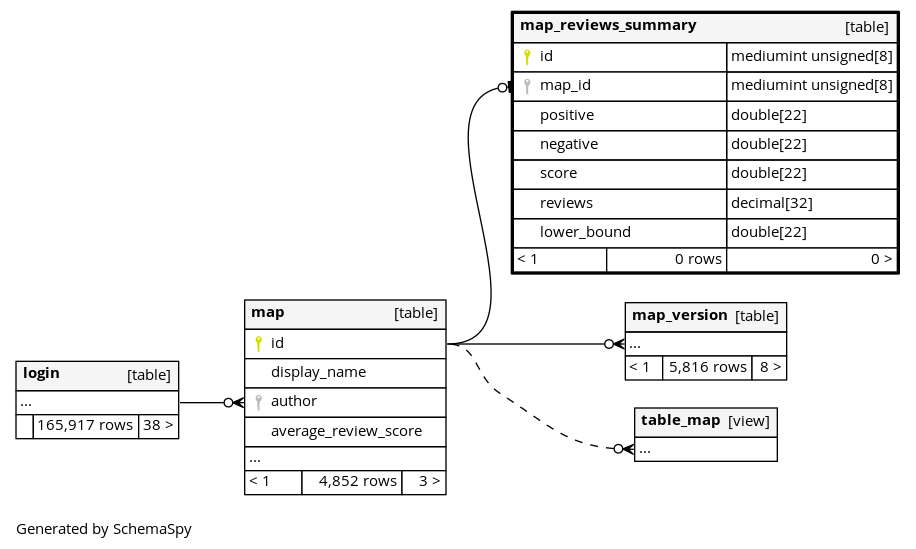 map_reviews_summary [table]
id mediumint unsigned[8]
map_id mediumint unsigned[8]
positive double[22]
negative double[22]
score double[22]
reviews decimal[32]
lower_bound double[22]
< 1 0 rows 0 >
map [table]
id
display_name
author
average_review_score
...
< 1 4,852 rows 3 >
map_version [table]
...
< 1 5,816 rows 8 >
login [table]
...
165,917 rows 38 >
table_map [view]
...
Generated by SchemaSpy